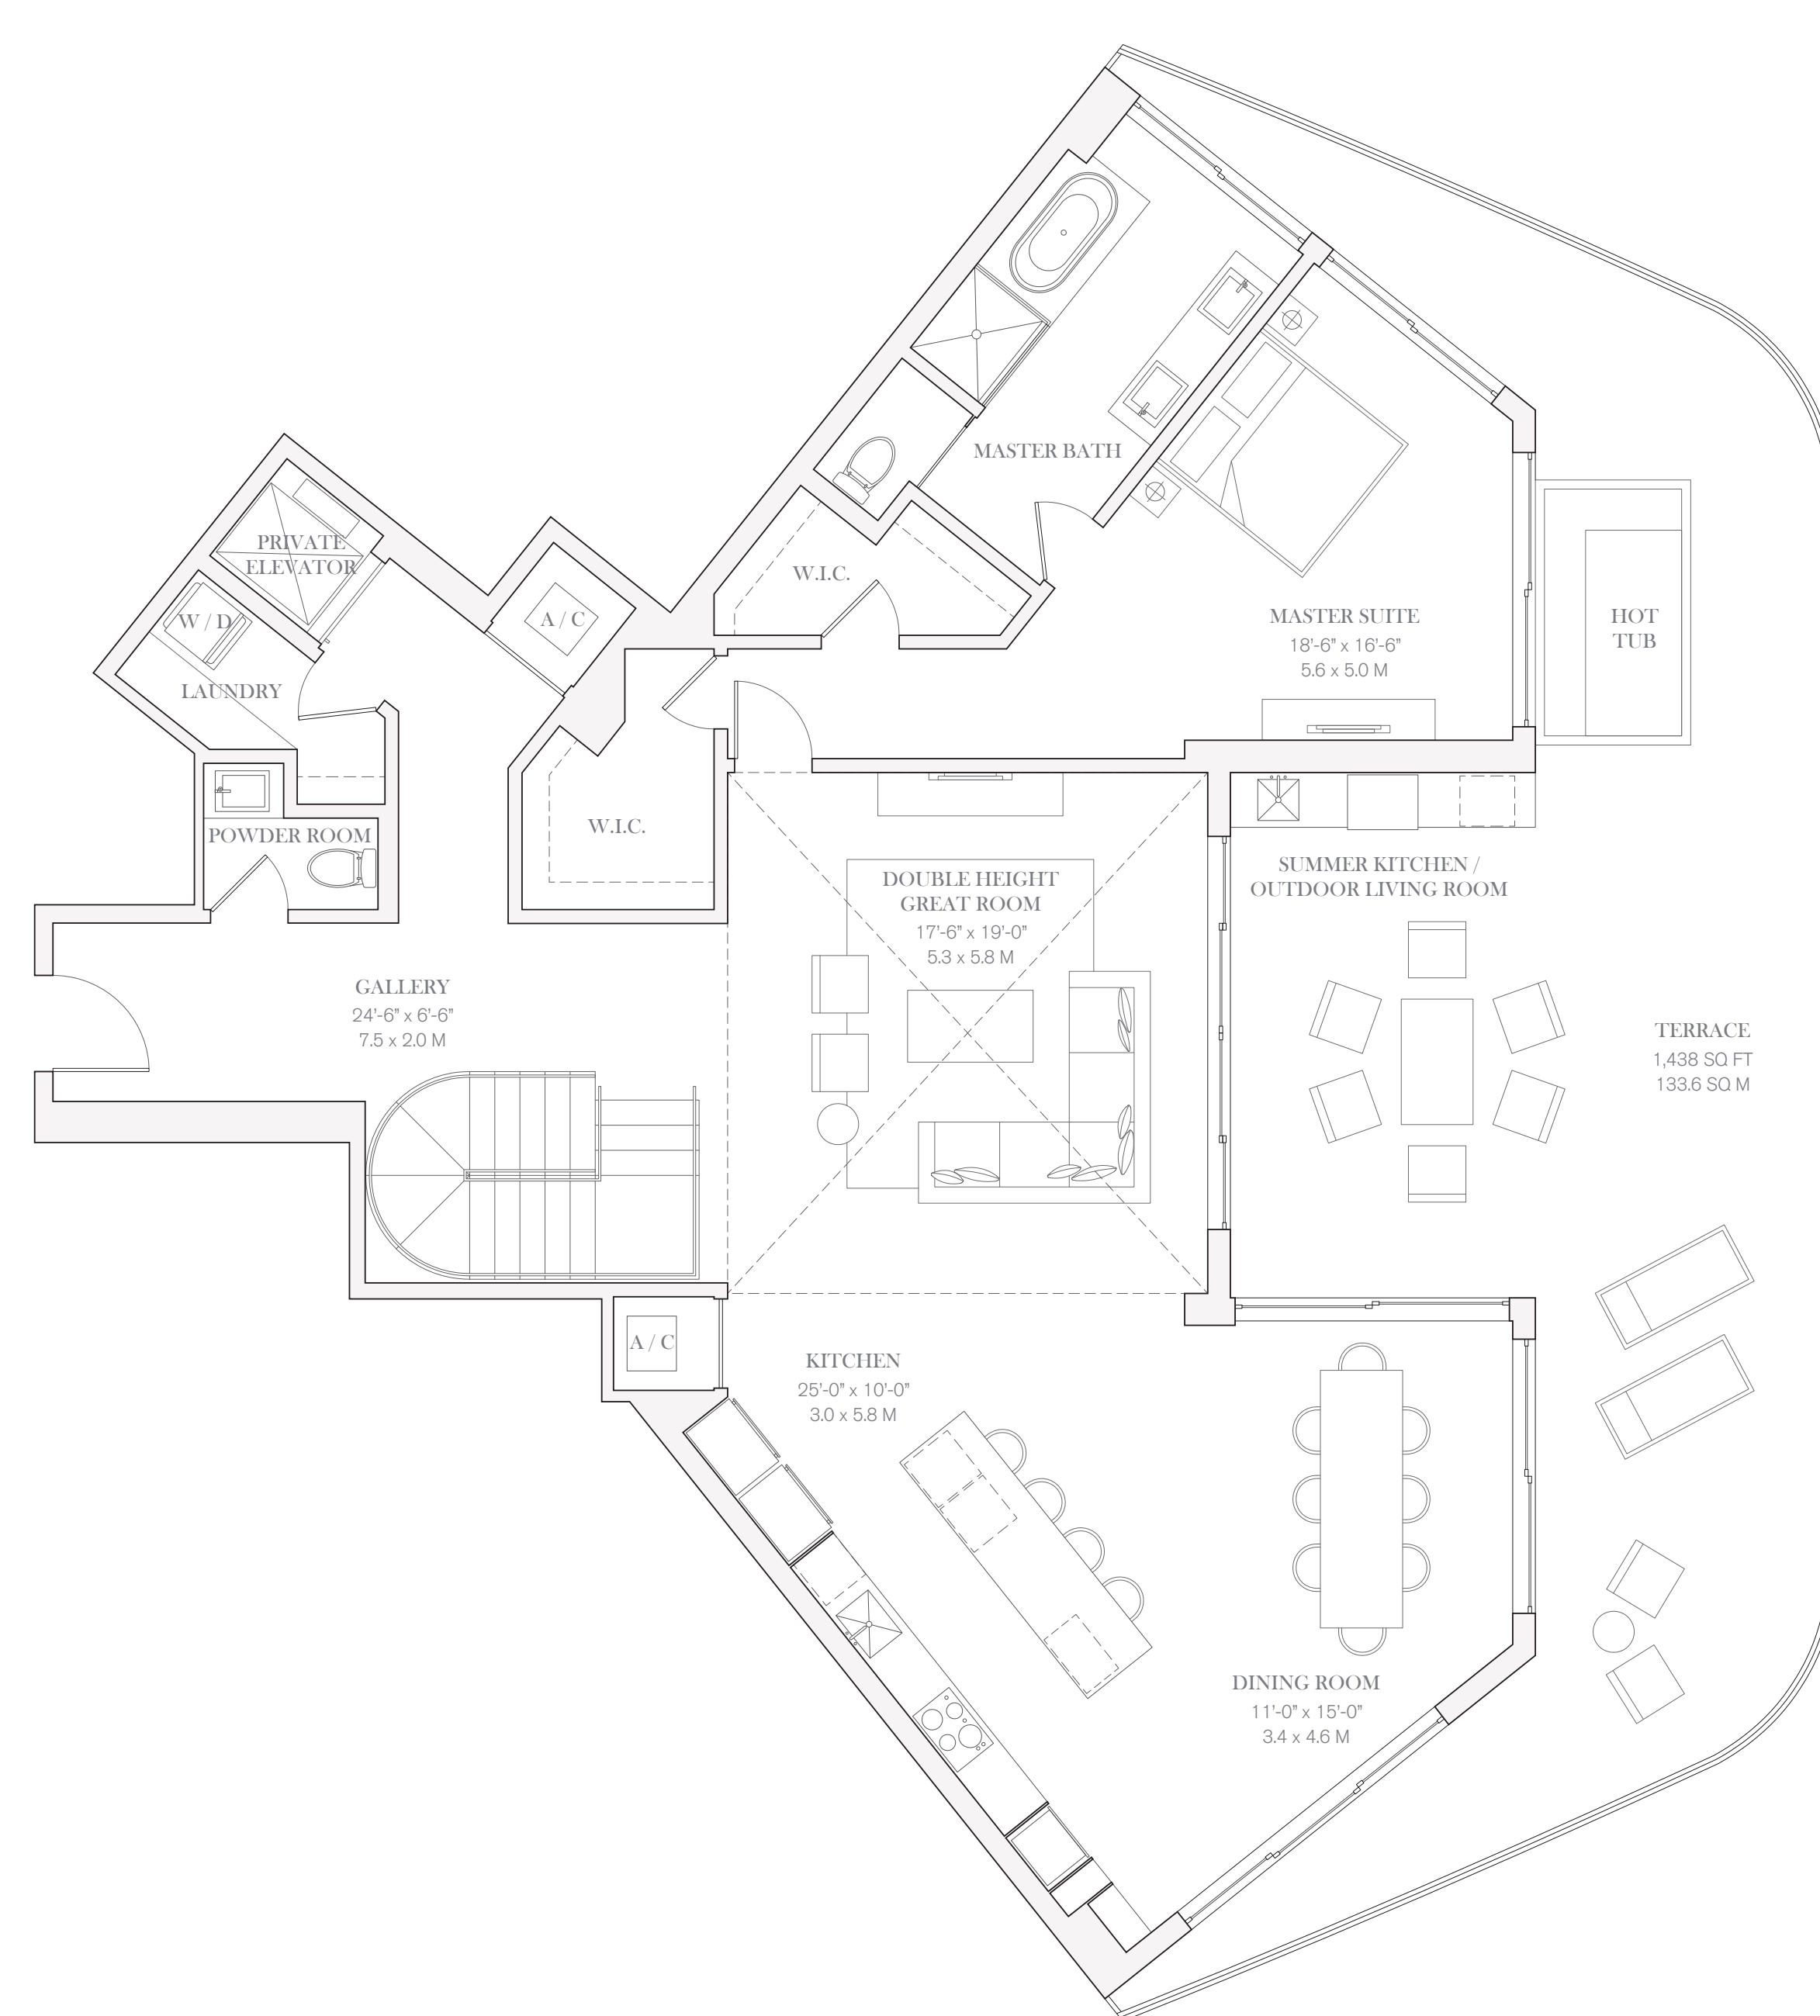 MASTER BATH
PRIVATE
ELEVATOR
W / D
A / C
W.I.C.
LAUNDRY
MASTER SUITE
18'-6" x 16'-6"
5.6 x 5.0 M
HOT
TUB
POWDER ROOM
W.I.C.
DOUBLE HEIGHT
GREAT ROOM
17'-6" x 19'-0"
5.3 x 5.8 M
SUMMER KITCHEN /
OUTDOOR LIVING ROOM
GALLERY
24'-6" x 6'-6"
7.5 x 2.0 M
TERRACE
1,438 SQ FT
133.6 SQ M
A / C
KITCHEN
25'-0" x 10'-0"
3.0 x 5.8 M
DINING ROOM
11'-0" x 15'-0"
3.4 x 4.6 M